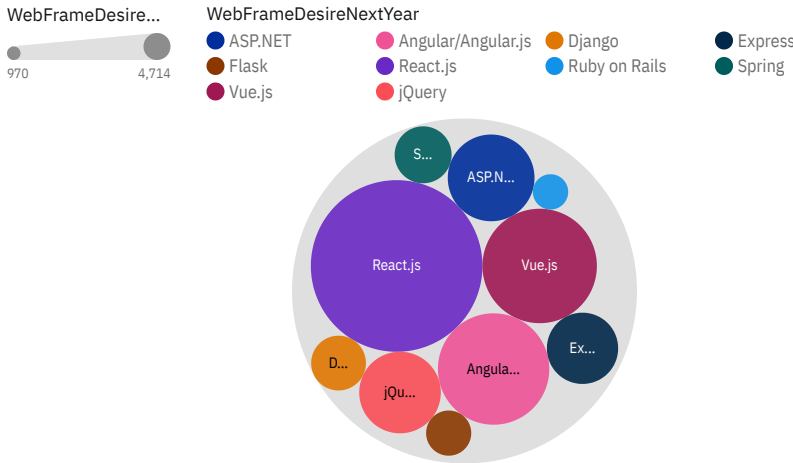 WebFrameDesire...
970 4,714
WebFrameDesireNextYear
ASP.NET Angular/Angular.js Django Express
Flask React.js Ruby on Rails Spring
Vue.js jQuery
S...
ASP.N...
React.js
Vue.js
Ex...
D...
Angula...
jQu...